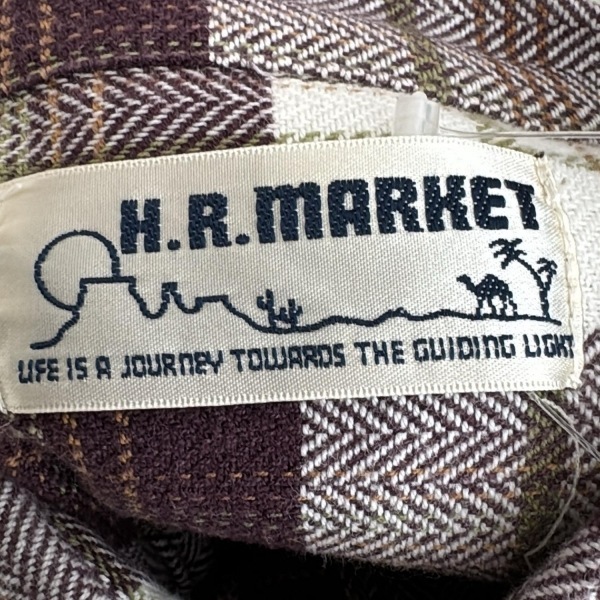 H.R.MARKET
LIFE IS A JOURNEY TOWARDS THE GUIDING LIGHT